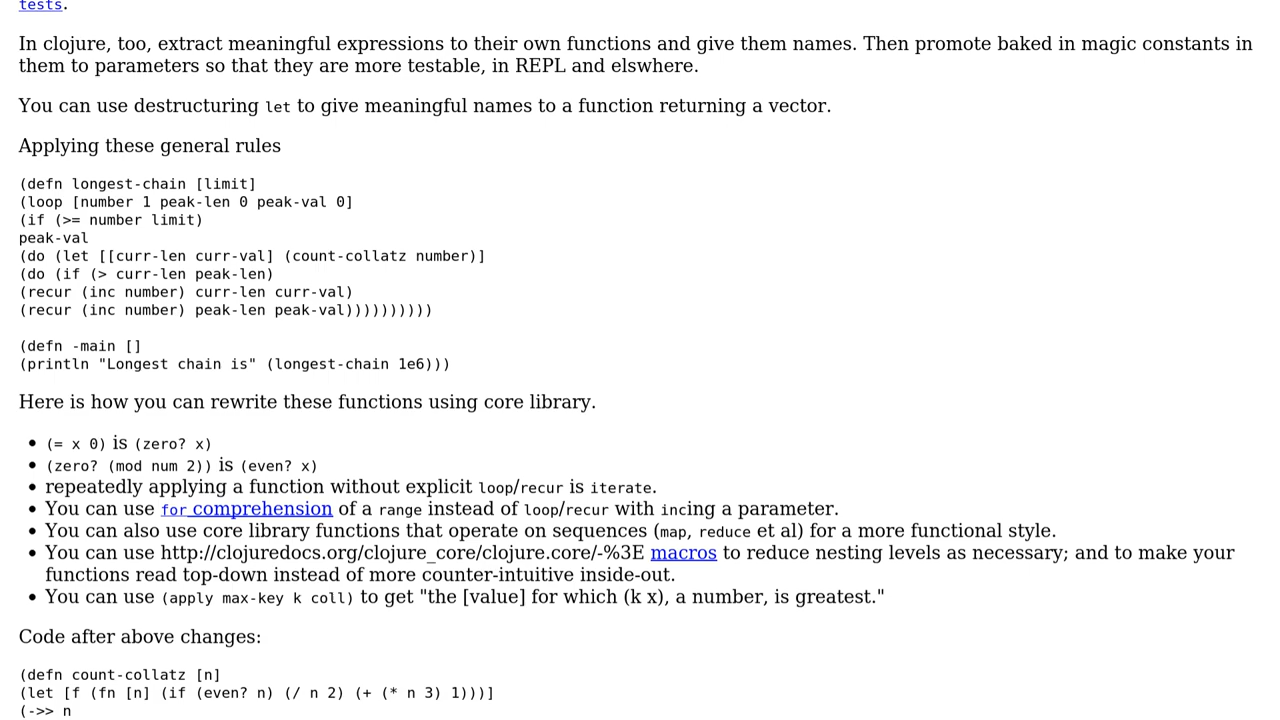 tests.
In clojure, too, extract meaningful expressions to their own functions and give them names. Then promote baked in magic constants in
them to parameters so that they are more testable, in REPL and elswhere.
You can use destructuring let to give meaningful names to a function returning a vector.
Applying these general rules
(defn longest-chain [limit]
(loop [number 1 peak-len 0 peak-val 0]
(if (>= number limit)
peak-val
(do (let [[curr-len curr-val] (count-collatz number)]
(do (if (> curr-len peak-len)
(recur (inc number) curr-len curr-val)
(recur (inc number) peak-len peak-val))))))))))
(defn -main []
(println "Longest chain is" (longest-chain 1e6)))
Here is how you can rewrite these functions using core library.
• (= x 0) is (zero? x)
• (zero? (mod num 2)) is (even? x)
• repeatedly applying a function without explicit loop/recur is iterate.
• You can use for comprehension of a range instead of loop/recur with incing a parameter.
• You can also use core library functions that operate on sequences (map, reduce et al) for a more functional style.
• You can use http://clojuredocs.org/clojure_core/clojure.core/-%3E macros to reduce nesting levels as necessary; and to make your
functions read top-down instead of more counter-intuitive inside-out.
• You can use (apply max-key k coll) to get "the [value] for which (k x), a number, is greatest."
Code after above changes:
(defn count-collatz [n]
(let [f (fn [n] (if (even? n) (/ n 2) (+ (* n 3) 1)))]
(->> n